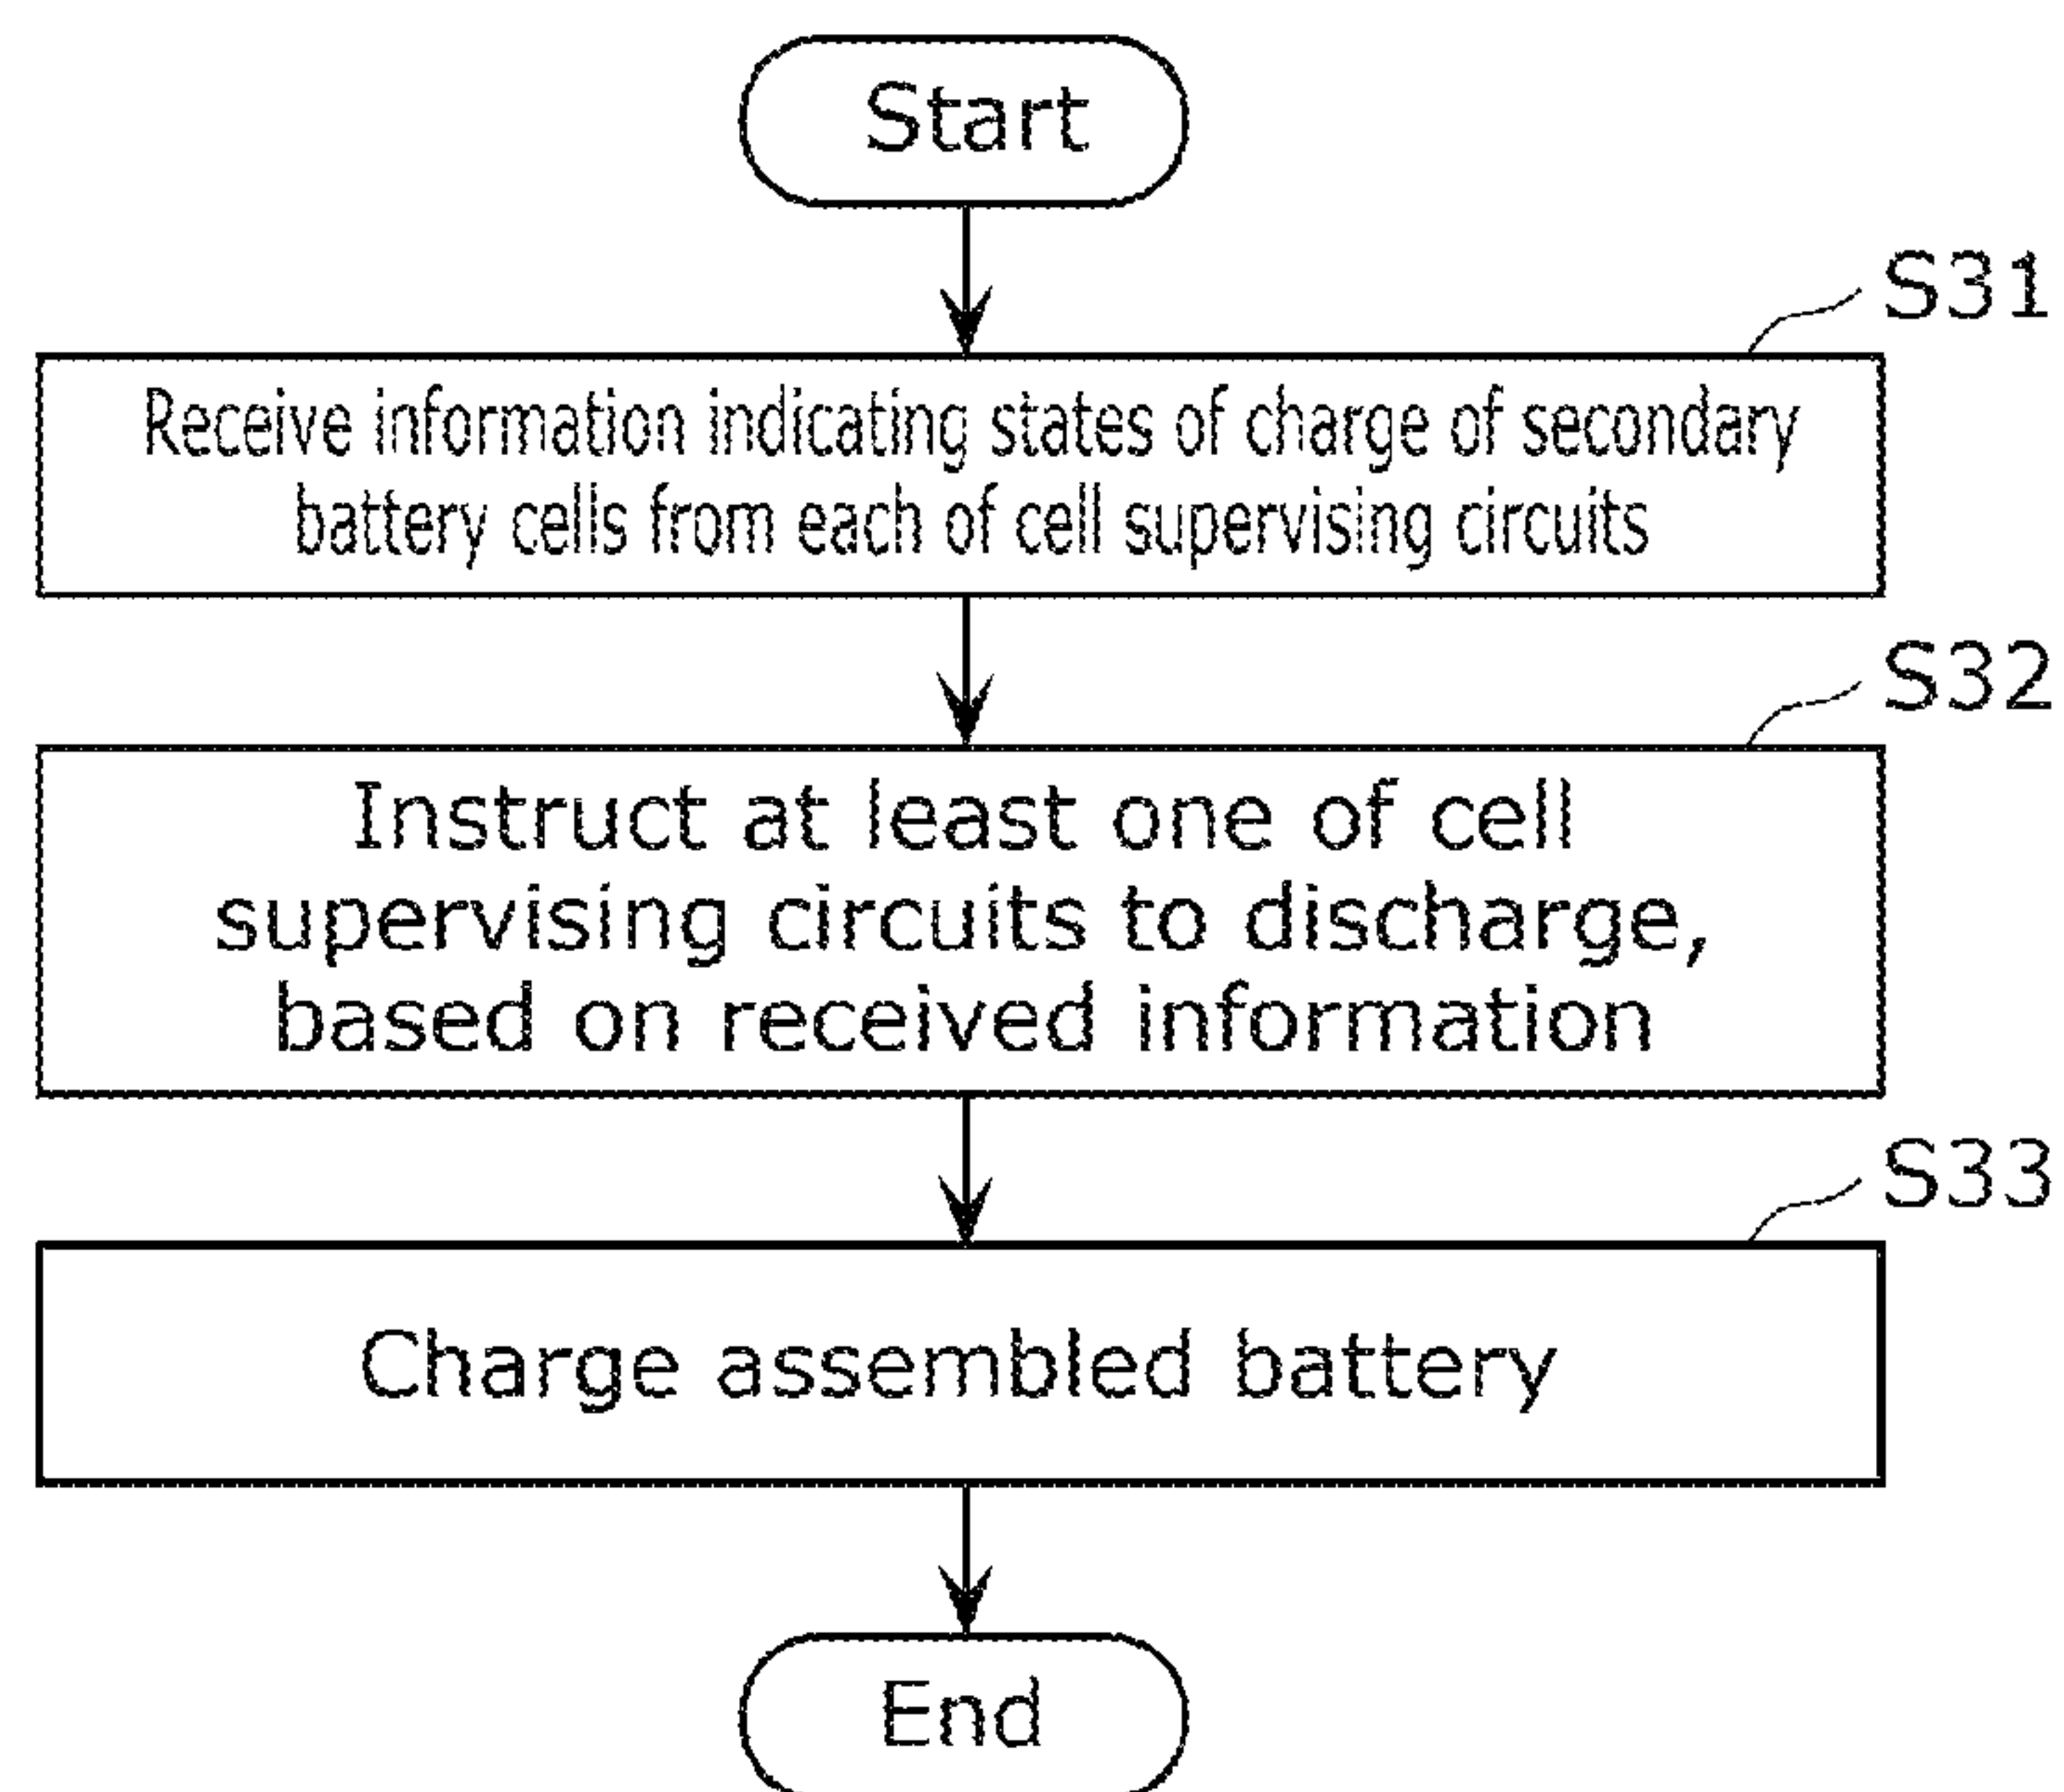 Start
S31
Receive information indicating states of charge of secondary
battery cells from each of cell supervising circuits
S32
Instruct at least one of cell
supervising circuits to discharge,
based on received information
S33
Charge assembled battery
End